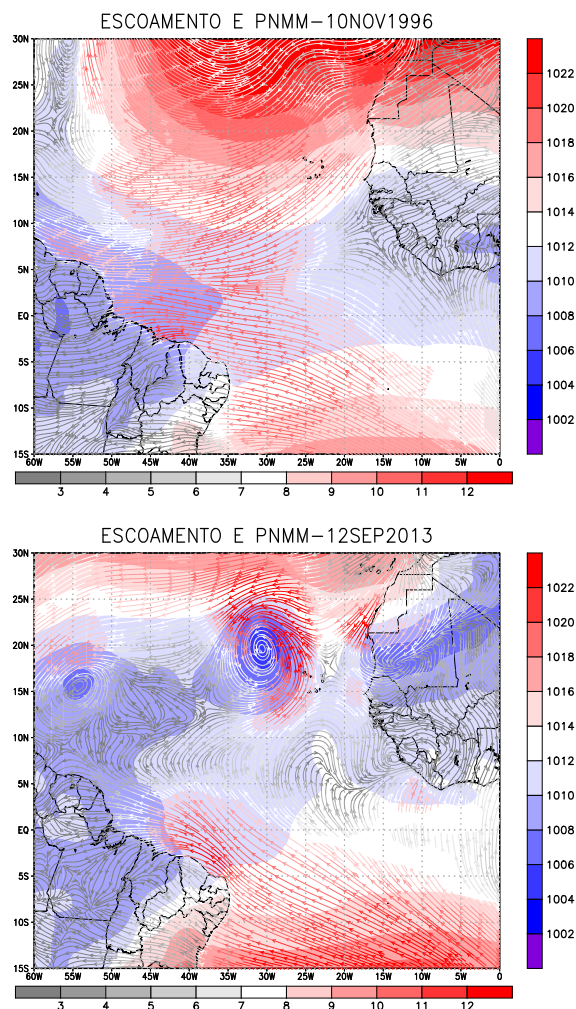 ESCOAMENTO E PNMM-10NOV1996
30N
25N
20N
15N
10N
5N
EQ
5S
10S
15S
60W 55W 50W 45W 40W 35W 30W 25W 20W 15W 10W 5W 0
1022
1020
1018
1016
1014
1012
1010
1008
1006
1004
1002
3 4 5 6 7 8 9 10 11 12
ESCOAMENTO E PNMM-12SEP2013
30N
25N
20N
15N
10N
5N
EQ
5S
10S
15S
60W 55W 50W 45W 40W 35W 30W 25W 20W 15W 10W 5W 0
1022
1020
1018
1016
1014
1012
1010
1008
1006
1004
1002
3 4 5 6 7 8 9 10 11 12